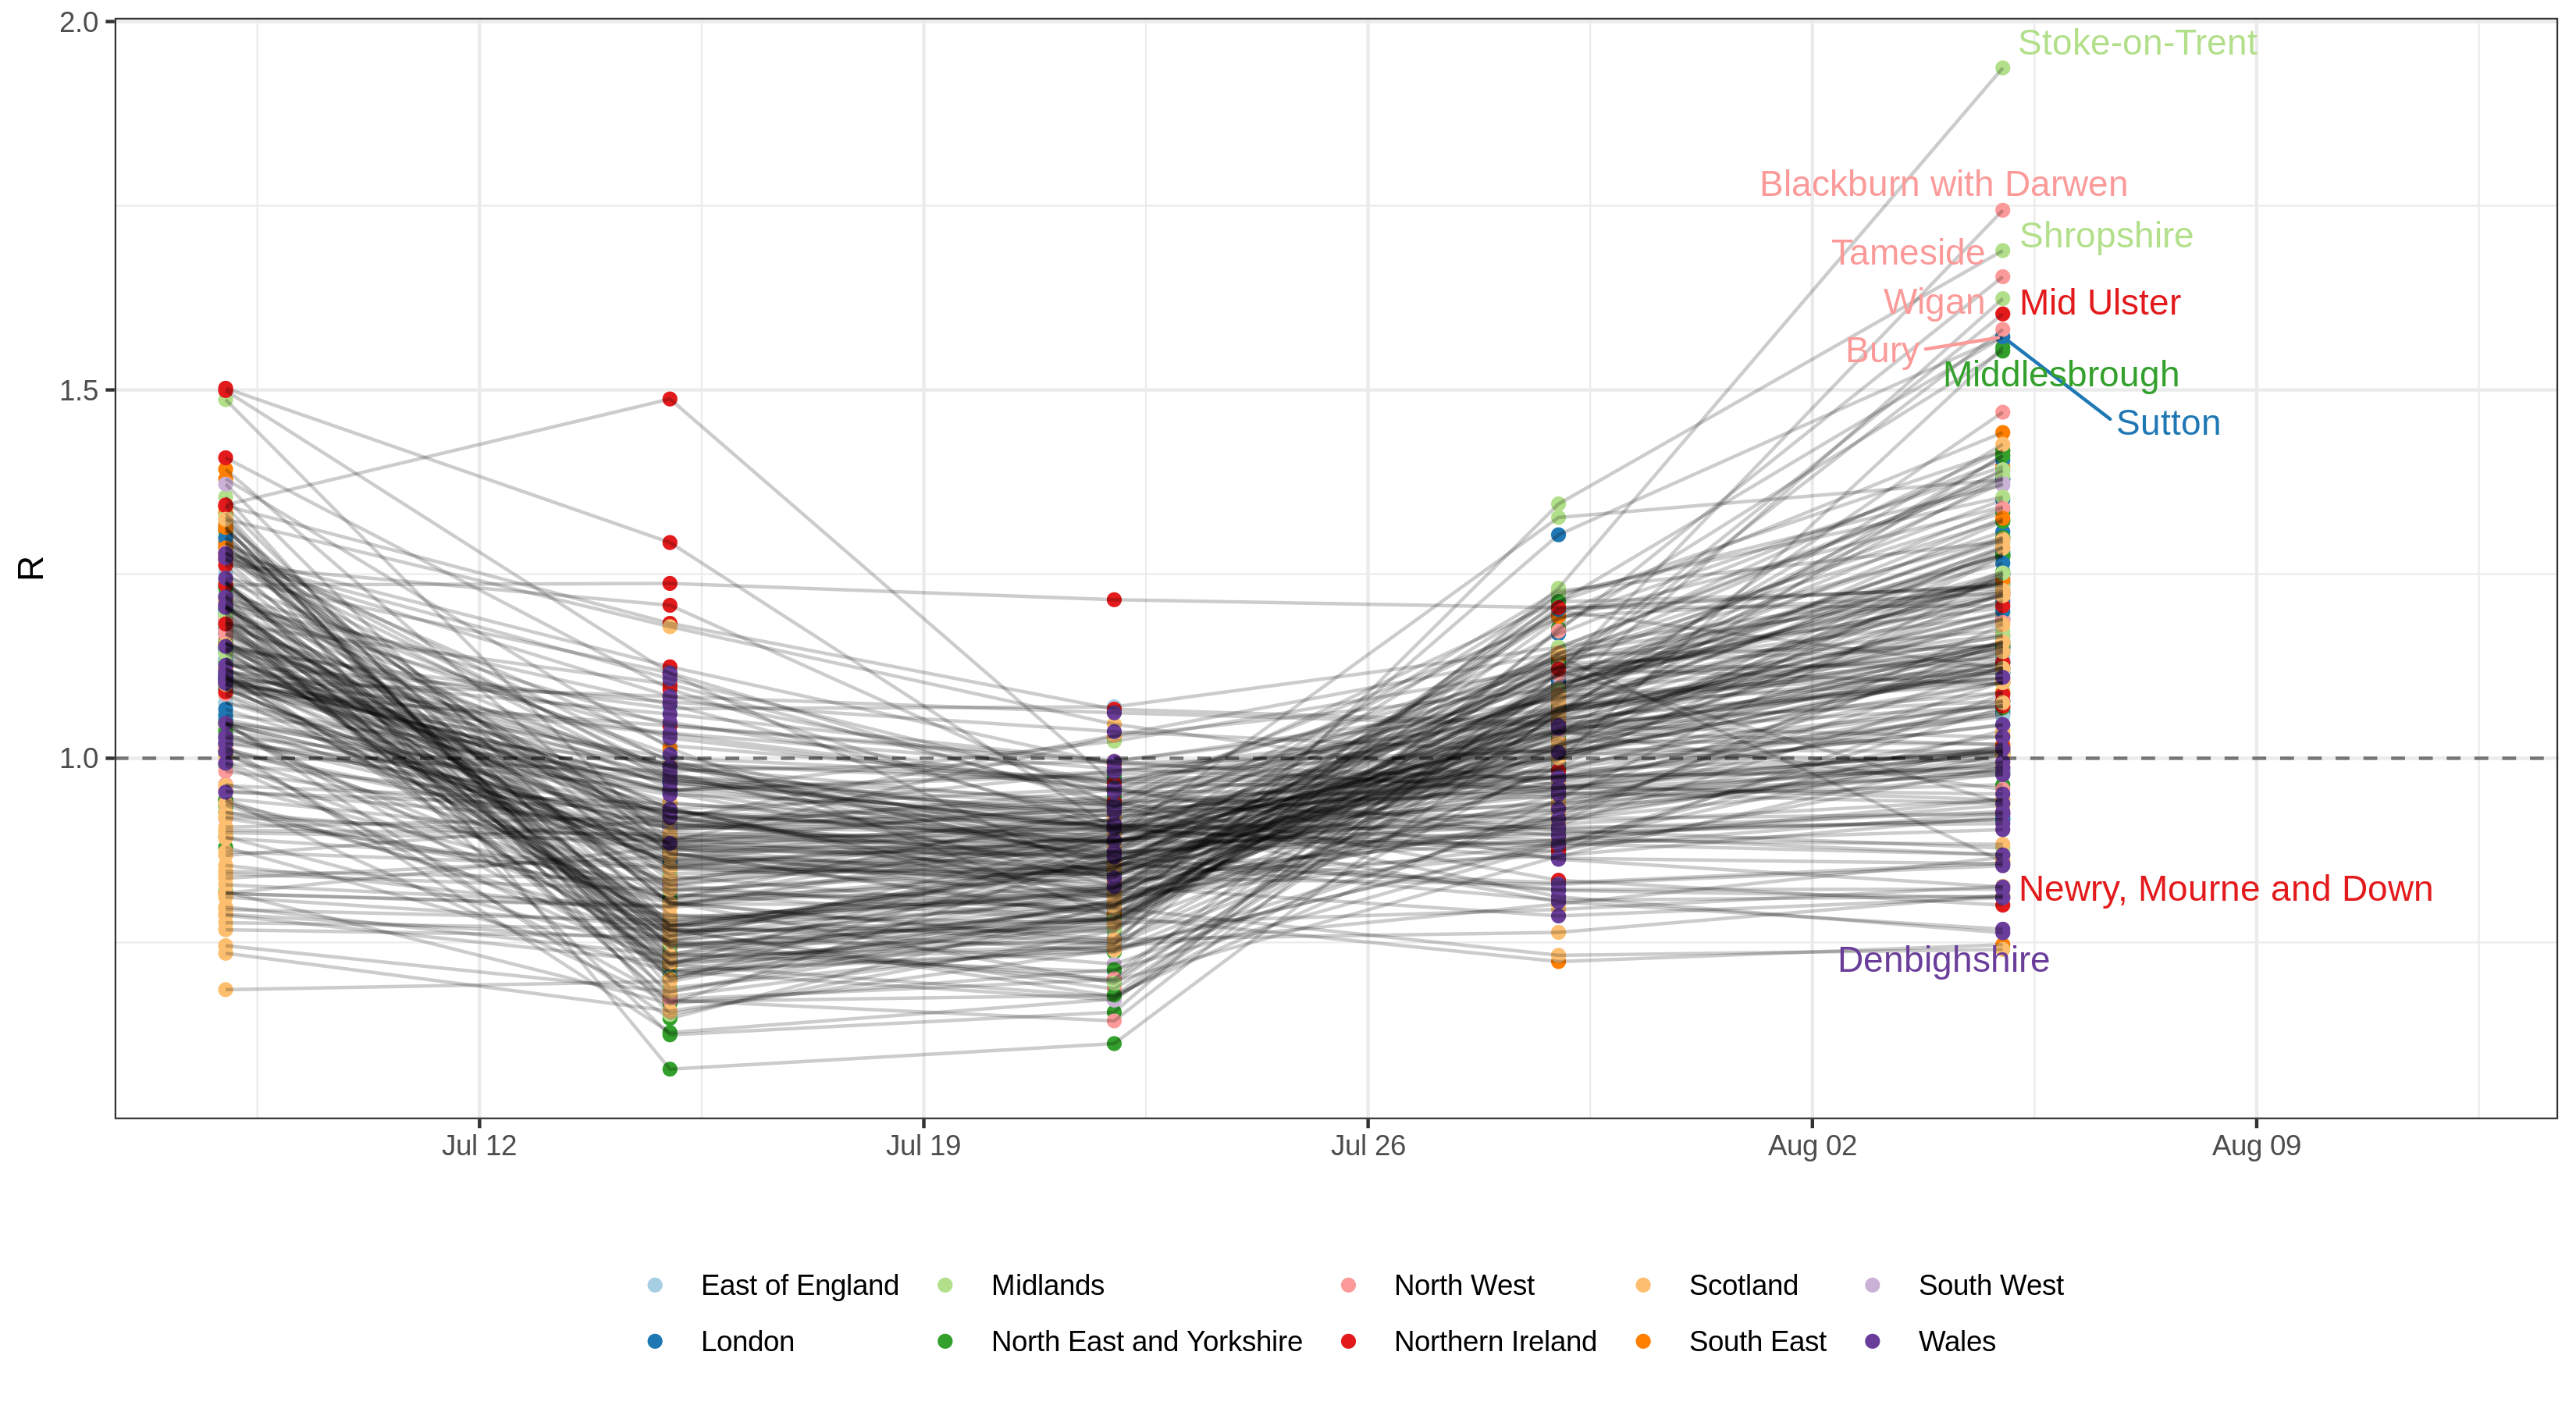 2.0
1.5
1.0
R
Stoke-on-Trent
Blackburn with Darwen
Shropshire
Tameside
Wigan
Mid Ulster
Bury
Middlesbrough
Sutton
Newry, Mourne and Down
Denbighshire
Jul 12
Jul 19
Jul 26
Aug 02
Aug 09
East of England
Midlands
North West
Scotland
South West
London
North East and Yorkshire
Northern Ireland
South East
Wales